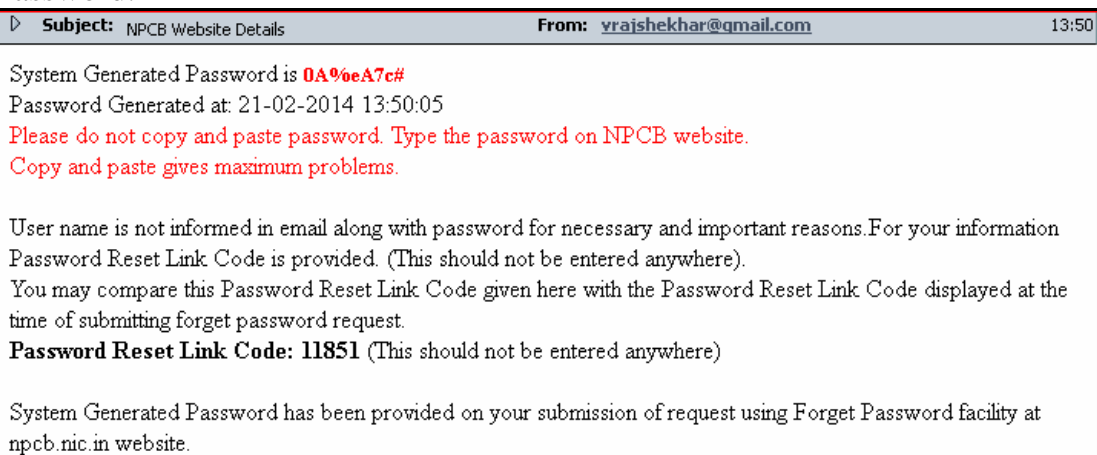 Subject: NPCB Website Details From: vrajshekhar@gmail.com 13:50
System Generated Password is 0A%eA7c#
Password Generated at: 21-02-2014 13:50:05
Please do not copy and paste password. Type the password on NPCB website.
Copy and paste gives maximum problems.
User name is not informed in email along with password for necessary and important reasons.For your information
Password Reset Link Code is provided. (This should not be entered anywhere).
You may compare this Password Reset Link Code given here with the Password Reset Link Code displayed at the
time of submitting forget password request.
Password Reset Link Code: 11851 (This should not be entered anywhere)
System Generated Password has been provided on your submission of request using Forget Password facility at
npcb.nic.in website.